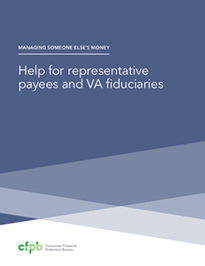 MANAGING SOMEONE ELSE'S MONEY
Help for representative
payees and VA fiduciaries
cfpb
Consumer Financial
Protection Bureau